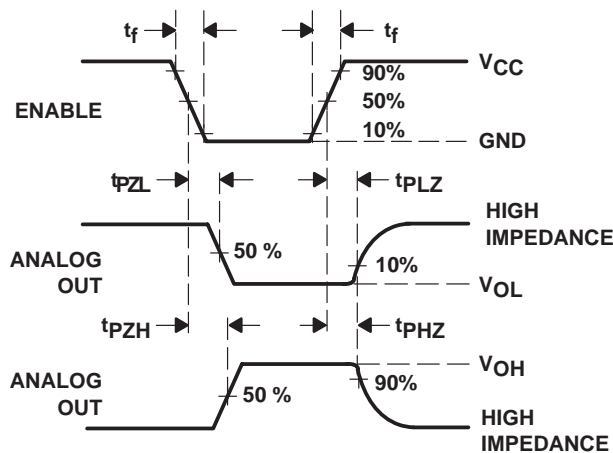 tf
tf
VCC
90%
50%
10%
ENABLE
GND
tPZL
tPLZ
HIGH
IMPEDANCE
50 %
10%
ANALOG
OUT
VOL
tPZH
tPHZ
VOH
90%
50 %
ANALOG
OUT
HIGH
IMPEDANCE